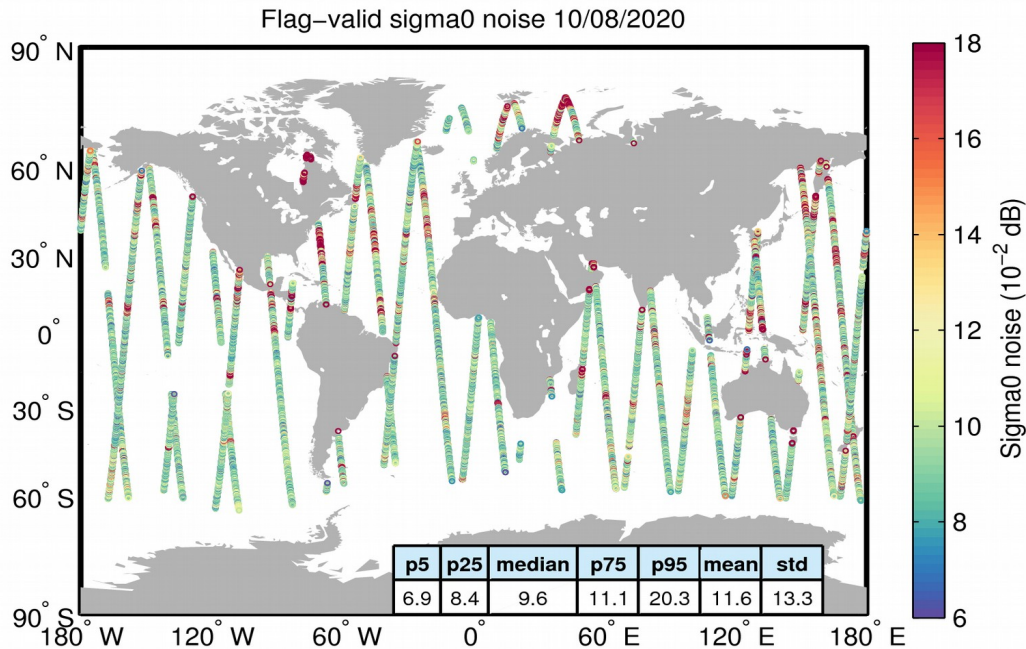 Flag−valid sigma0 noise 10/08/2020
90° N
60° N
30° N
0°
30° S
60° S
90° S
180° W
120° W
60° W
0°
60° E
120° E
180° E
p5 p25 median p75 p95 mean std
6.9 8.4 9.6 11.1 20.3 11.6 13.3
18
16
14
12
10
8
6
Sigma0 noise (10⁻² dB)